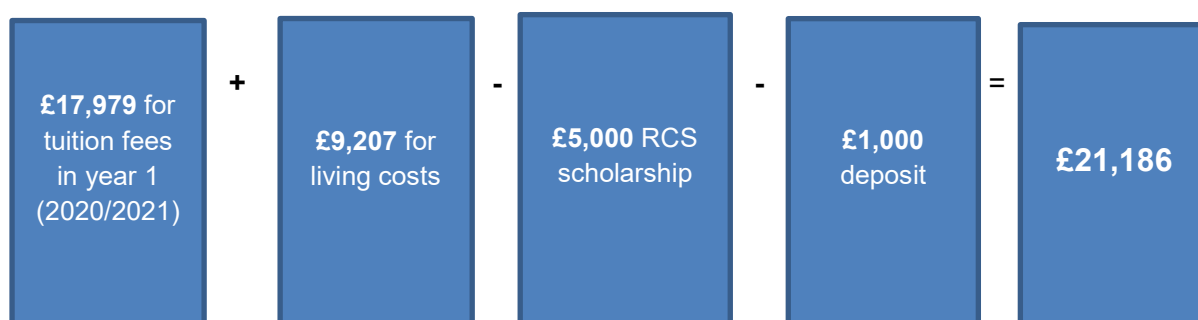 £17,979 for
tuition fees
in year 1
(2020/2021)
+
£9,207 for
living costs
-
£5,000 RCS
scholarship
-
£1,000
deposit
=
£21,186